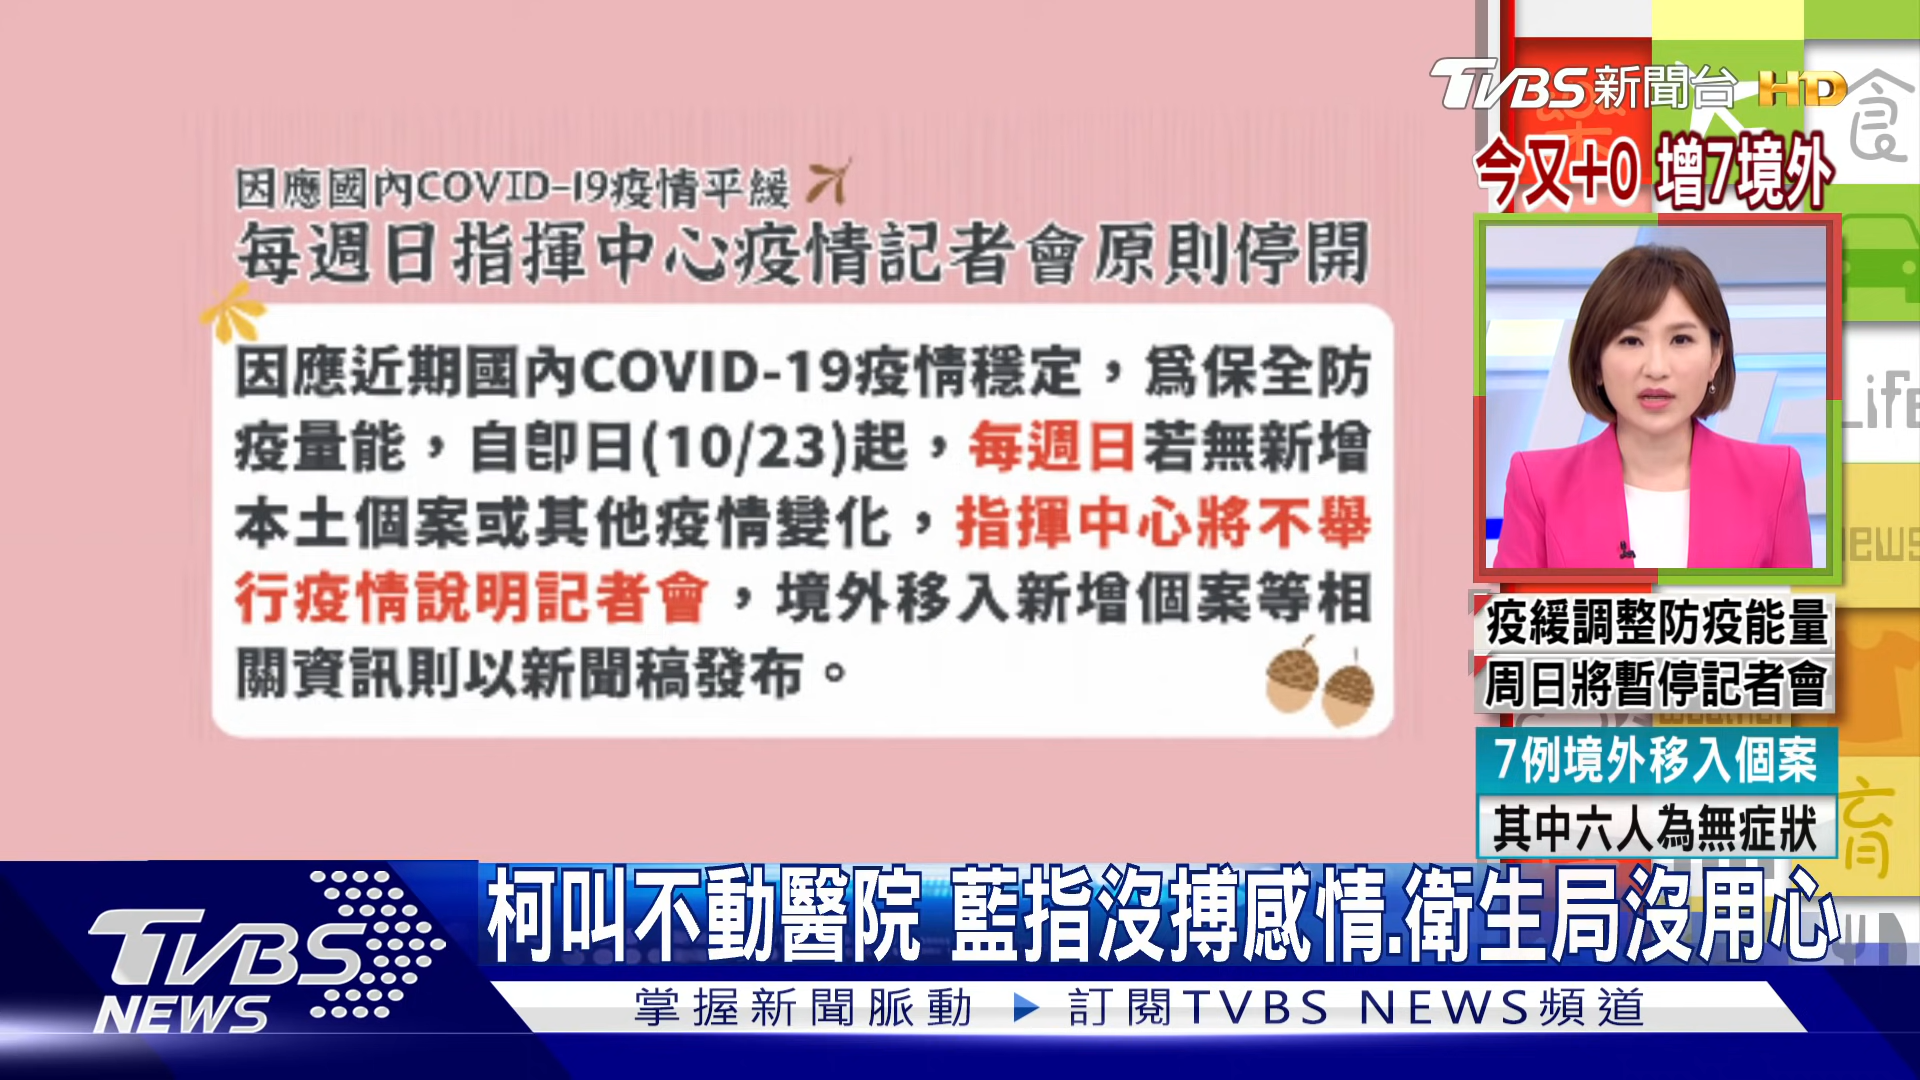 因應國內COVID-19疫情平緩
每週日指揮中心疫情記者會原則停開
因應近期國內COVID-19疫情穩定，為保全防
疫量能，自即日(10/23)起，每週日若無新增
本土個案或其他疫情變化，指揮中心將不舉
行疫情說明記者會，境外移入新增個案等相
關資訊則以新聞稿發布。
TVBS新聞台 HD
食
今又+0 增7境外
Life
news
疫緩調整防疫能量
周日將暫停記者會
weather
7例境外移入個案
其中六人為無症狀
育
柯叫不動醫院 藍指沒搏感情.衛生局沒用心
TVBS
NEWS
掌握新聞脈動 ▶ 訂閱TVBS NEWS頻道